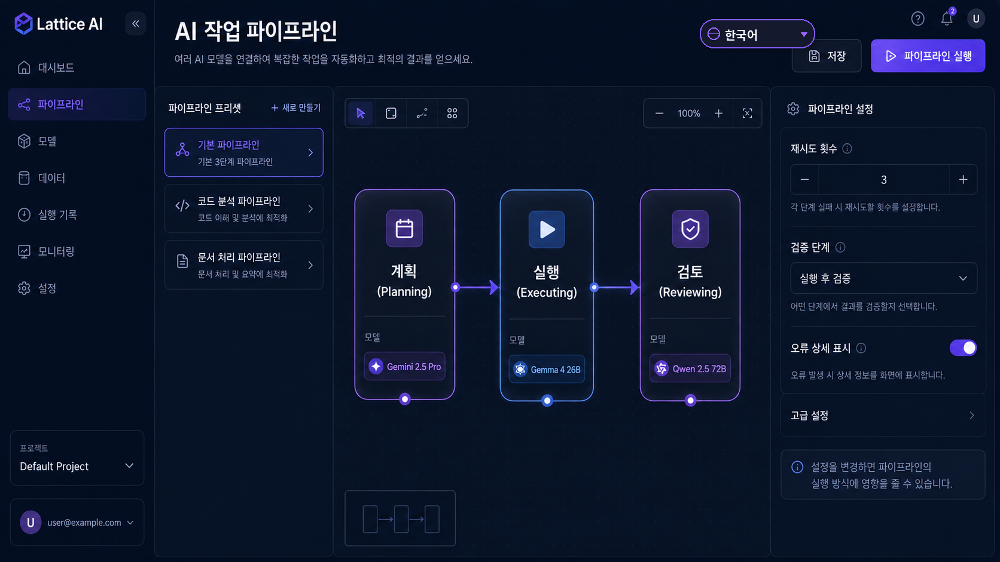 Lattice AI
대시보드
파이프라인
모델
데이터
실행 기록
모니터링
설정
프로젝트
Default Project
U
user@example.com
AI 작업 파이프라인
여러 AI 모델을 연결하여 복잡한 작업을 자동화하고 최적의 결과를 얻으세요.
한국어
2
U
저장
파이프라인 실행
파이프라인 프리셋
+ 새로 만들기
기본 파이프라인
기본 3단계 파이프라인
코드 분석 파이프라인
코드 이해 및 분석에 최적화
문서 처리 파이프라인
문서 처리 및 요약에 최적화
100%
계획
(Planning)
모델
Gemini 2.5 Pro
실행
(Executing)
모델
Gemma 4 26B
검토
(Reviewing)
모델
Qwen 2.5 72B
파이프라인 설정
재시도 횟수
3
각 단계 실패 시 재시도할 횟수를 설정합니다.
검증 단계
실행 후 검증
어떤 단계에서 결과를 검증할지 선택합니다.
오류 상세 표시
오류 발생 시 상세 정보를 화면에 표시합니다.
고급 설정
설정을 변경하면 파이프라인의
실행 방식에 영향을 줄 수 있습니다.